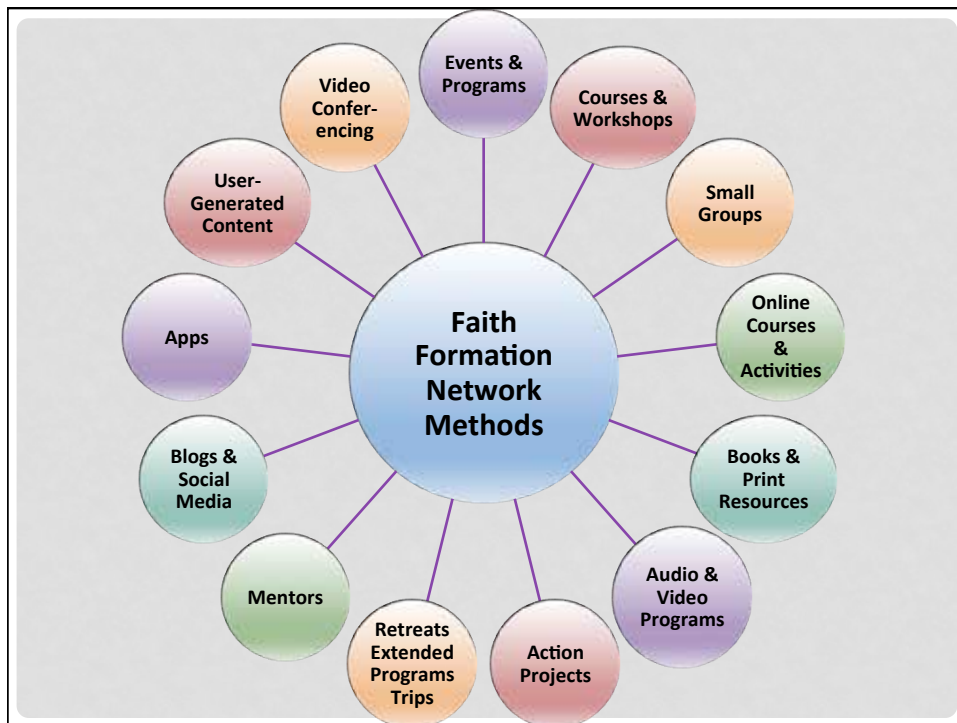 Faith
Formation
Network
Methods
Events &
Programs
Courses &
Workshops
Small
Groups
Online
Courses
&
Activities
Books &
Print
Resources
Audio &
Video
Programs
Action
Projects
Retreats
Extended
Programs
Trips
Mentors
Blogs &
Social
Media
Apps
User-
Generated
Content
Video
Confer-
encing